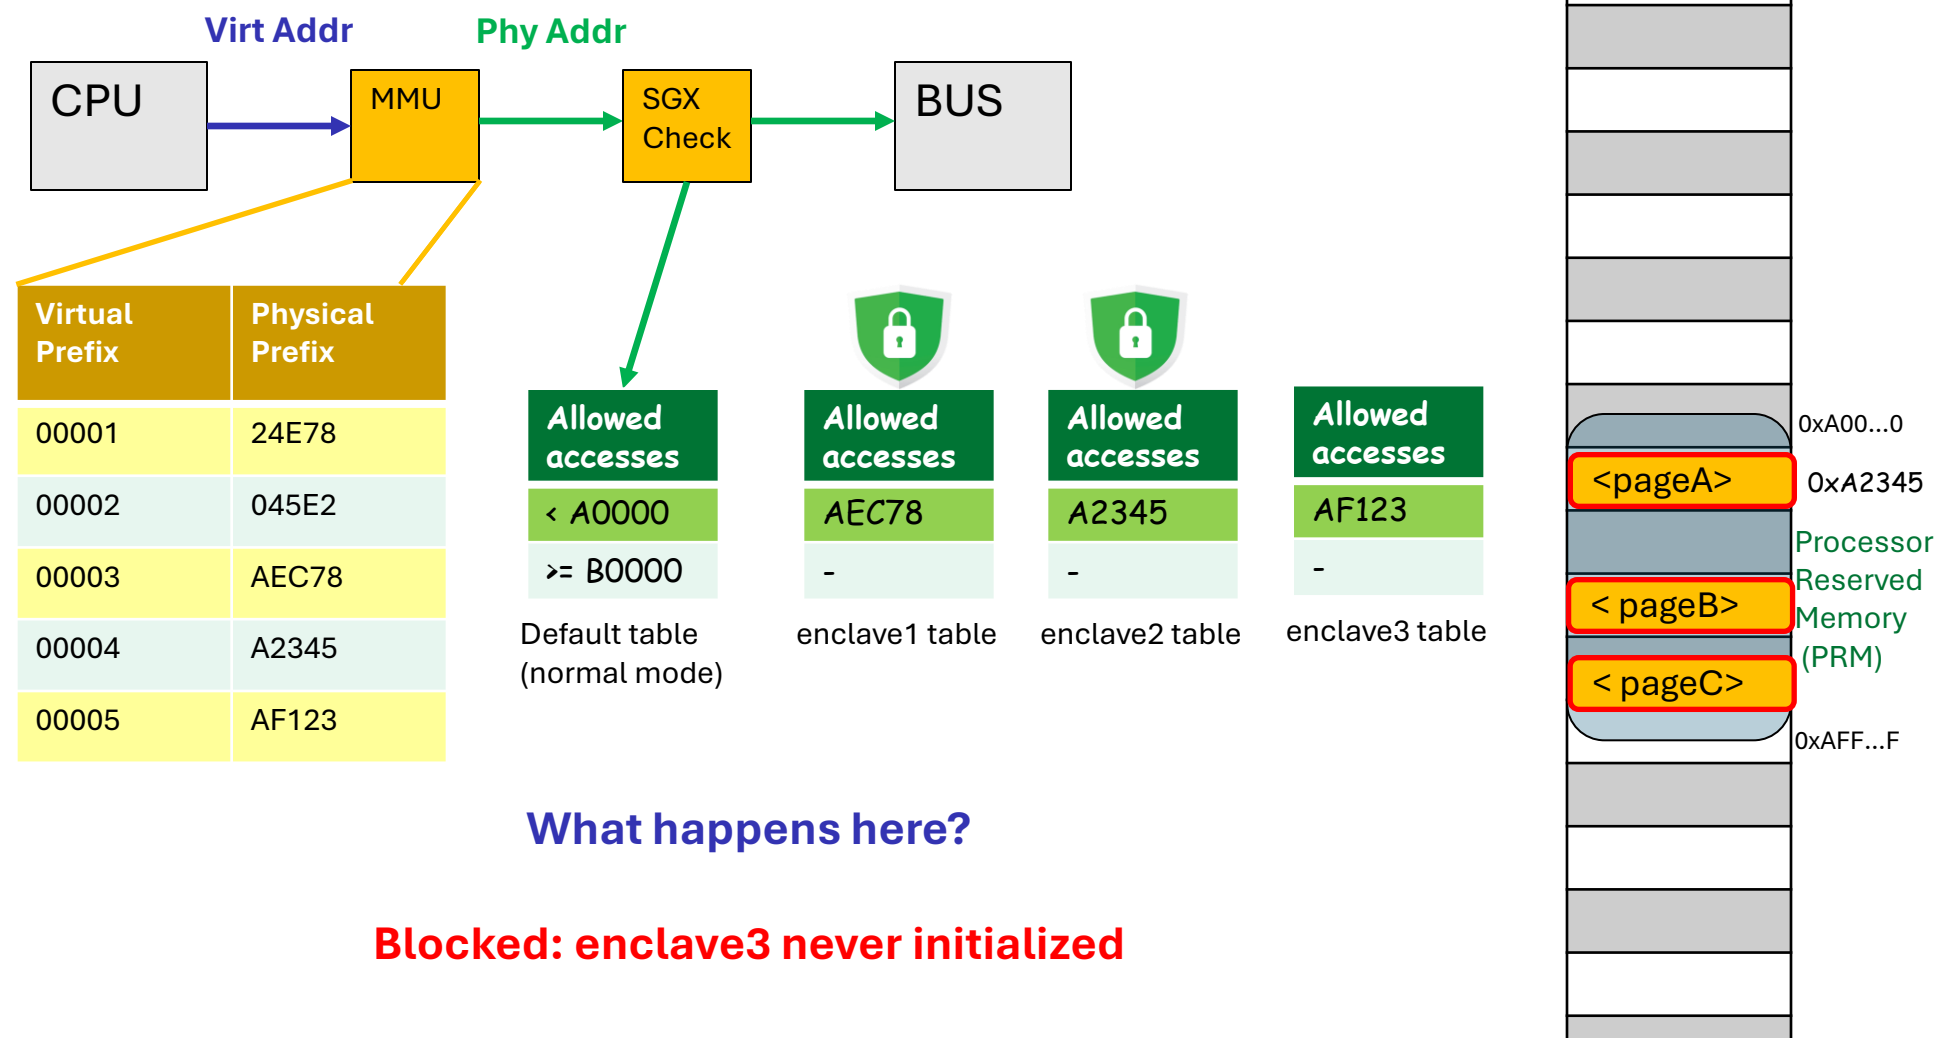 Virt Addr
Phy Addr
CPU
MMU
SGX
Check
BUS
Virtual
Prefix
Physical
Prefix
00001
24E78
00002
045E2
00003
AEC78
00004
A2345
00005
AF123
Allowed
accesses
< A0000
>= B0000
Default table
(normal mode)
Allowed
accesses
AEC78
-
enclave1 table
Allowed
accesses
A2345
-
enclave2 table
Allowed
accesses
AF123
-
enclave3 table
0xA00...0
<pageA>
0xA2345
Processor
Reserved
Memory
(PRM)
< pageB>
< pageC>
0xAFF...F
What happens here?
Blocked: enclave3 never initialized